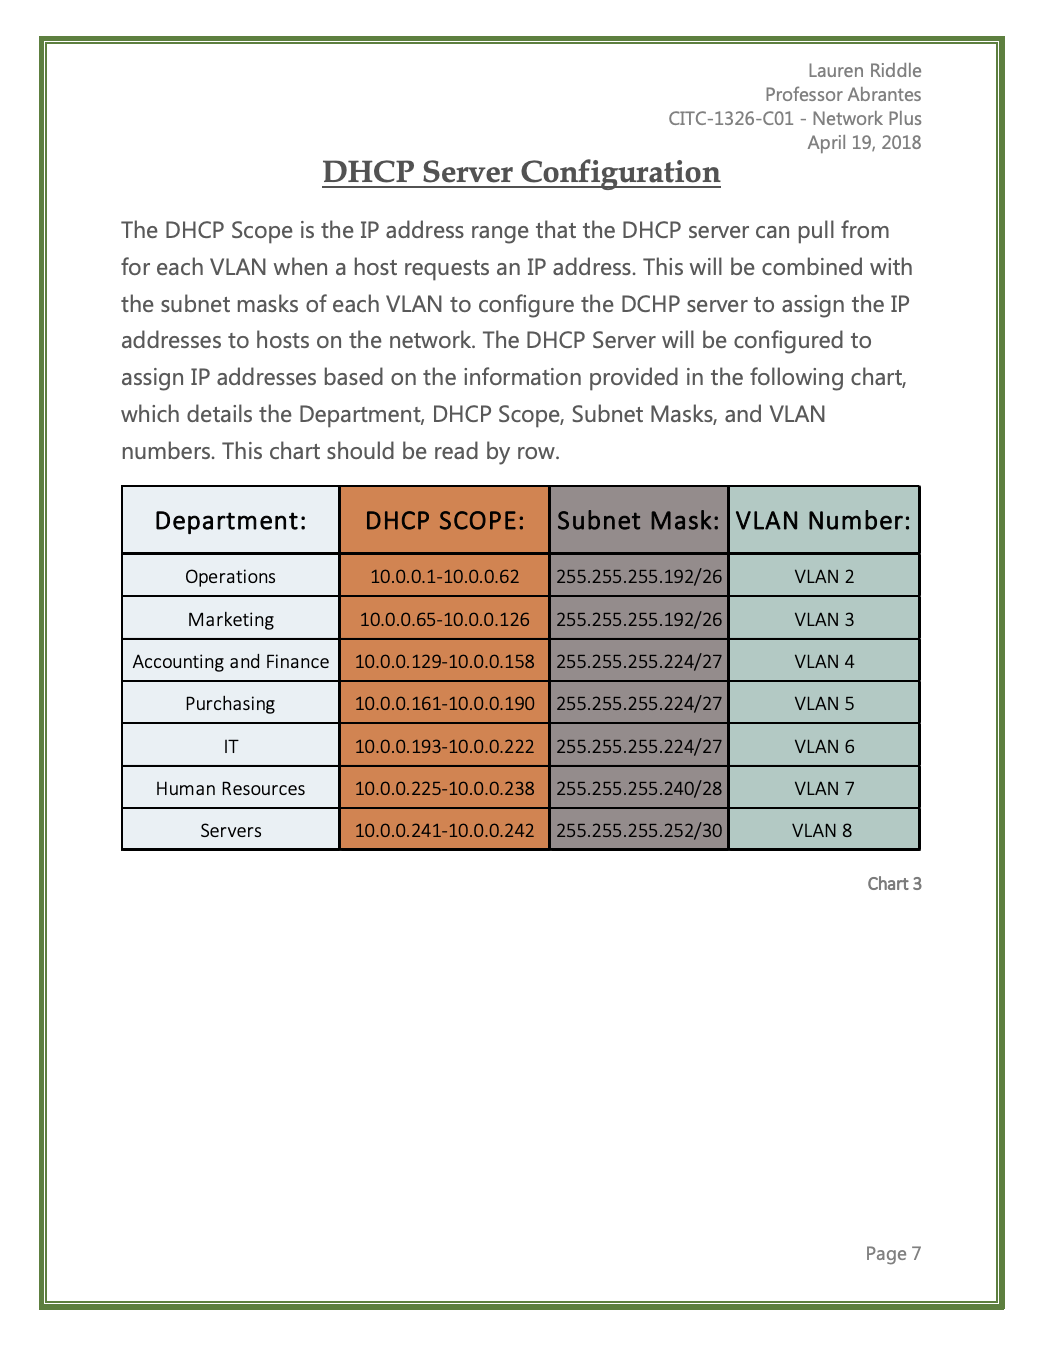 Lauren Riddle
Professor Abrantes
CITC-1326-C01 - Network Plus
April 19, 2018
DHCP Server Configuration
The DHCP Scope is the IP address range that the DHCP server can pull from
for each VLAN when a host requests an IP address. This will be combined with
the subnet masks of each VLAN to configure the DCHP server to assign the IP
addresses to hosts on the network. The DHCP Server will be configured to
assign IP addresses based on the information provided in the following chart,
which details the Department, DHCP Scope, Subnet Masks, and VLAN
numbers. This chart should be read by row.
Department: DHCP SCOPE: Subnet Mask: VLAN Number:
Operations 10.0.0.1-10.0.0.62 255.255.255.192/26 VLAN 2
Marketing 10.0.0.65-10.0.0.126 255.255.255.192/26 VLAN 3
Accounting and Finance 10.0.0.129-10.0.0.158 255.255.255.224/27 VLAN 4
Purchasing 10.0.0.161-10.0.0.190 255.255.255.224/27 VLAN 5
IT 10.0.0.193-10.0.0.222 255.255.255.224/27 VLAN 6
Human Resources 10.0.0.225-10.0.0.238 255.255.255.240/28 VLAN 7
Servers 10.0.0.241-10.0.0.242 255.255.255.252/30 VLAN 8
Chart 3
Page 7